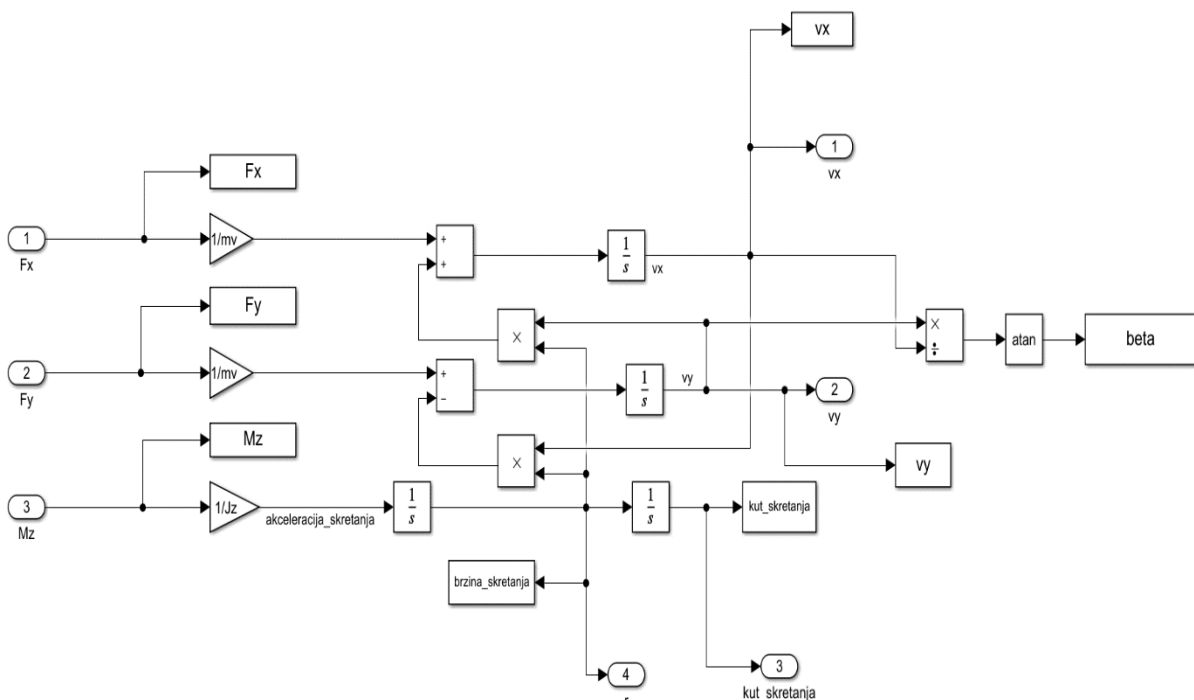 vx
1
vx
Fx
1
Fx
1/mv
+
+
1
s
vx
Fy
×
×
÷
atan
beta
2
Fy
1/mv
+
−
1
s
vy
2
vy
Mz
×
vy
3
Mz
1/Jz
akceleracija_skretanja
1
s
1
s
kut_skretanja
brzina_skretanja
4
3
kut_skretanja